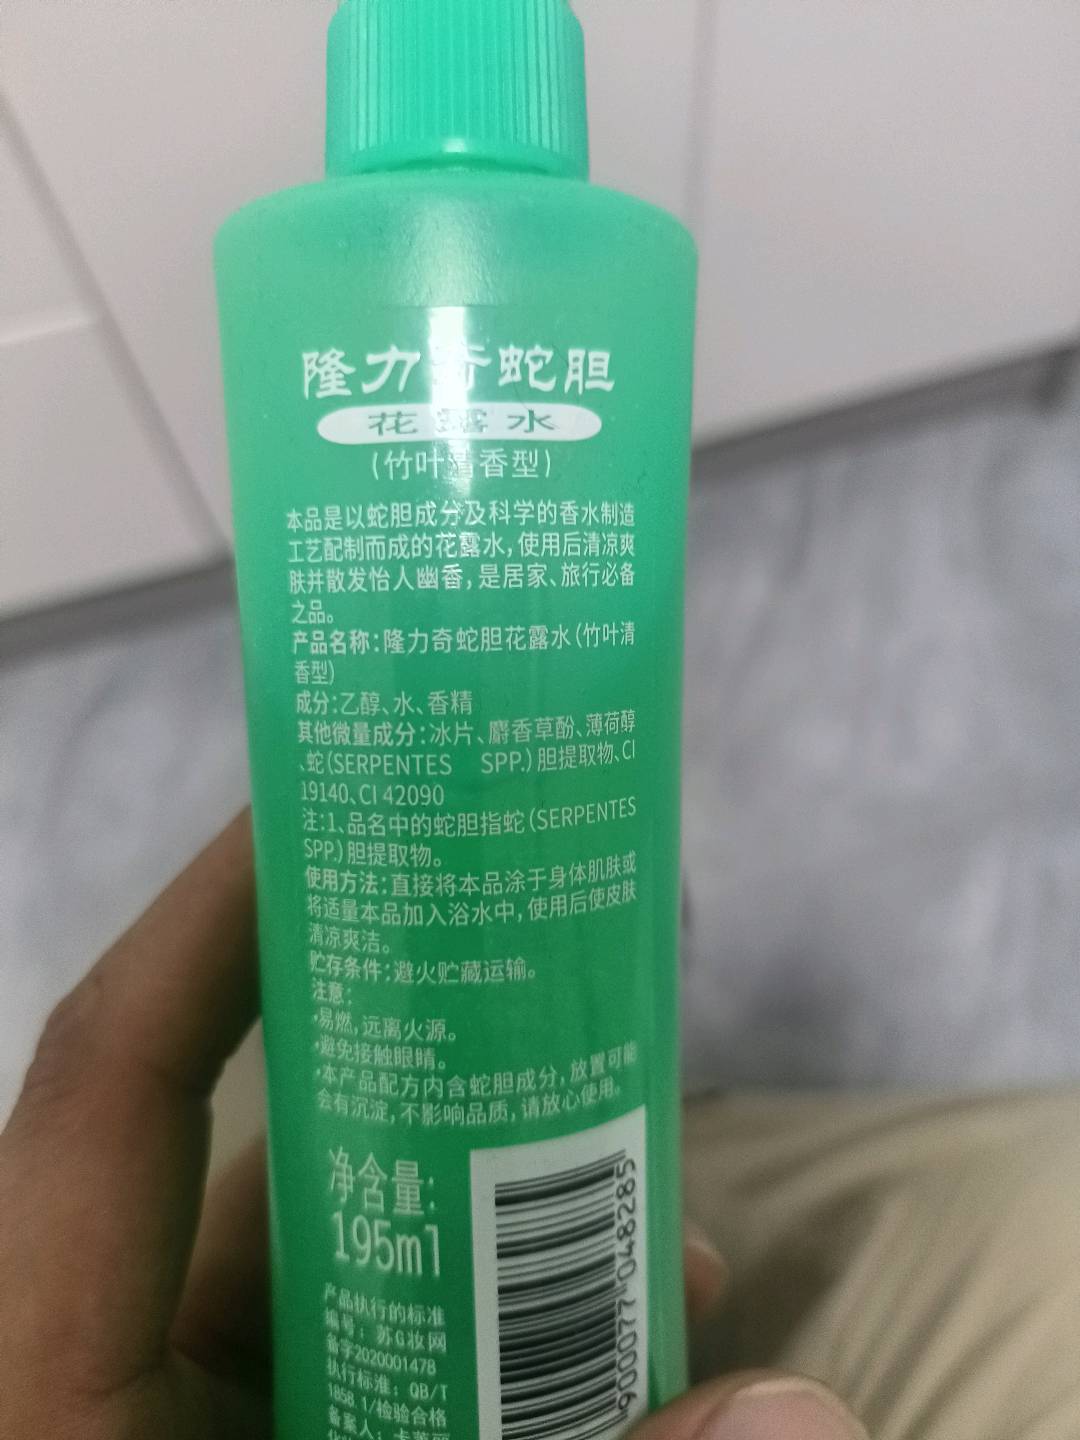 隆力奇蛇胆
花露水
(竹叶清香型)
本品是以蛇胆成分及科学的香水制造
工艺配制而成的花露水,使用后清凉爽
肤并散发怡人幽香,是居家、旅行必备
之品。
产品名称:隆力奇蛇胆花露水(竹叶清
香型)
成分:乙醇、水、香精
其他微量成分:冰片、麝香草酚、薄荷醇
、蛇(SERPENTES SPP.)胆提取物、CI
19140、CI 42090
注:1、品名中的蛇胆指蛇(SERPENTES
SPP.)胆提取物。
使用方法:直接将本品涂于身体肌肤或
将适量本品加入浴水中,使用后使皮肤
清凉爽洁。
贮存条件:避火贮藏运输。
注意:
·易燃,远离火源。
·避免接触眼睛。
·本产品配方内含蛇胆成分,放置可能
会有沉淀,不影响品质,请放心使用。
净含量:
195ml
产品执行的标准
编号:苏G妆网
备字2020001478
执行标准:QB/T
1858.1/检验合格
备案人:
900077 048285